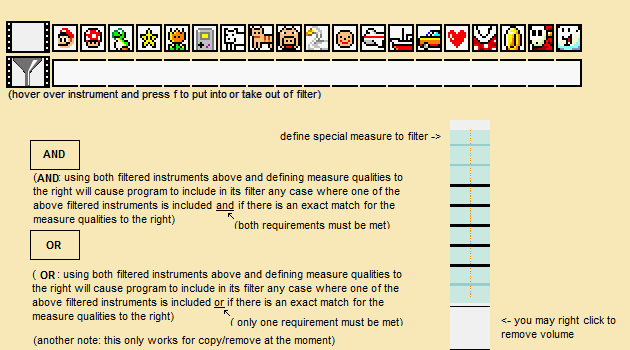 (hover over instrument and press f to put into or take out of filter)
define special measure to filter ->
AND
(AND: using both filtered instruments above and defining measure qualities to
the right will cause program to include in its filter any case where one of the
above filtered instruments is included and if there is an exact match for the
measure qualities to the right)
(both requirements must be met)
OR
( OR : using both filtered instruments above and defining measure qualities to
the right will cause program to include in its filter any case where one of the
above filtered instruments is included or if there is an exact match for the
measure qualities to the right)
( only one requirement must be met)
(another note: this only works for copy/remove at the moment)
<- you may right click to
remove volume